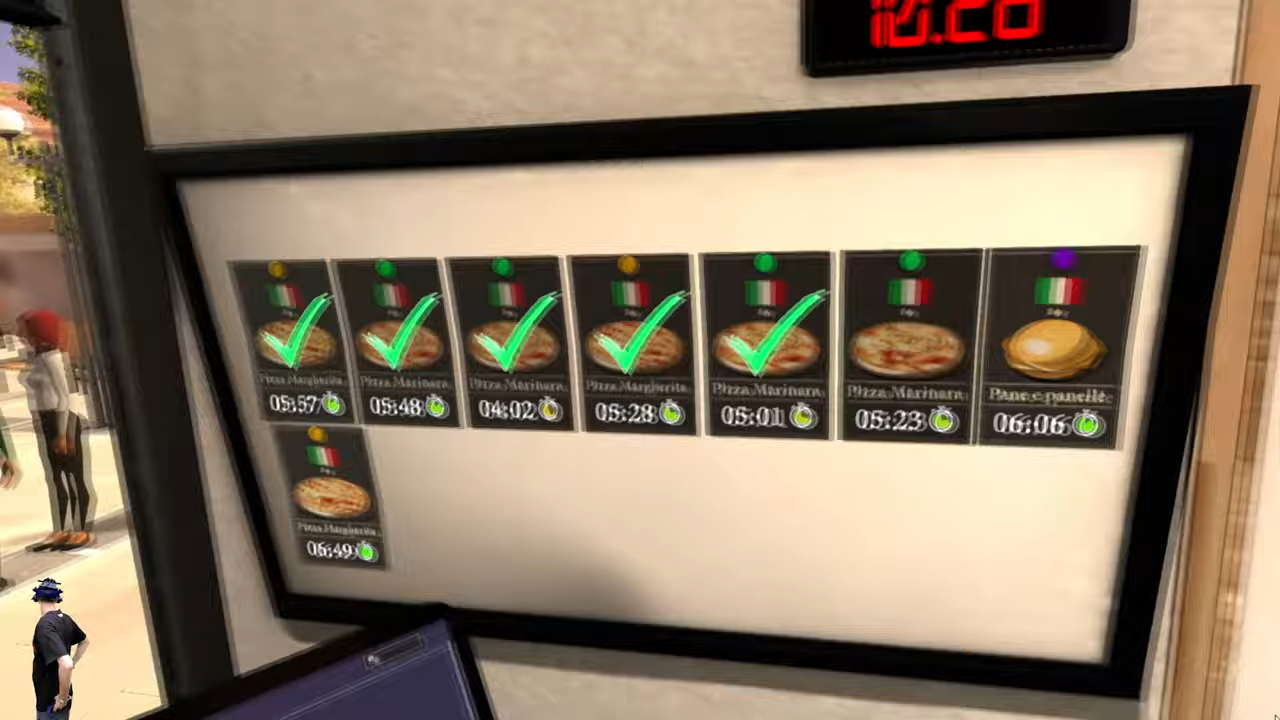 Pizza Margherita
05:57
Pizza Marinara
05:48
Pizza Marinara
04:02
Pizza Margherita
05:28
Pizza Marinara
05:01
Pizza Marinara
05:23
Pane e panelle
06:06
Pizza Margherita
06:49